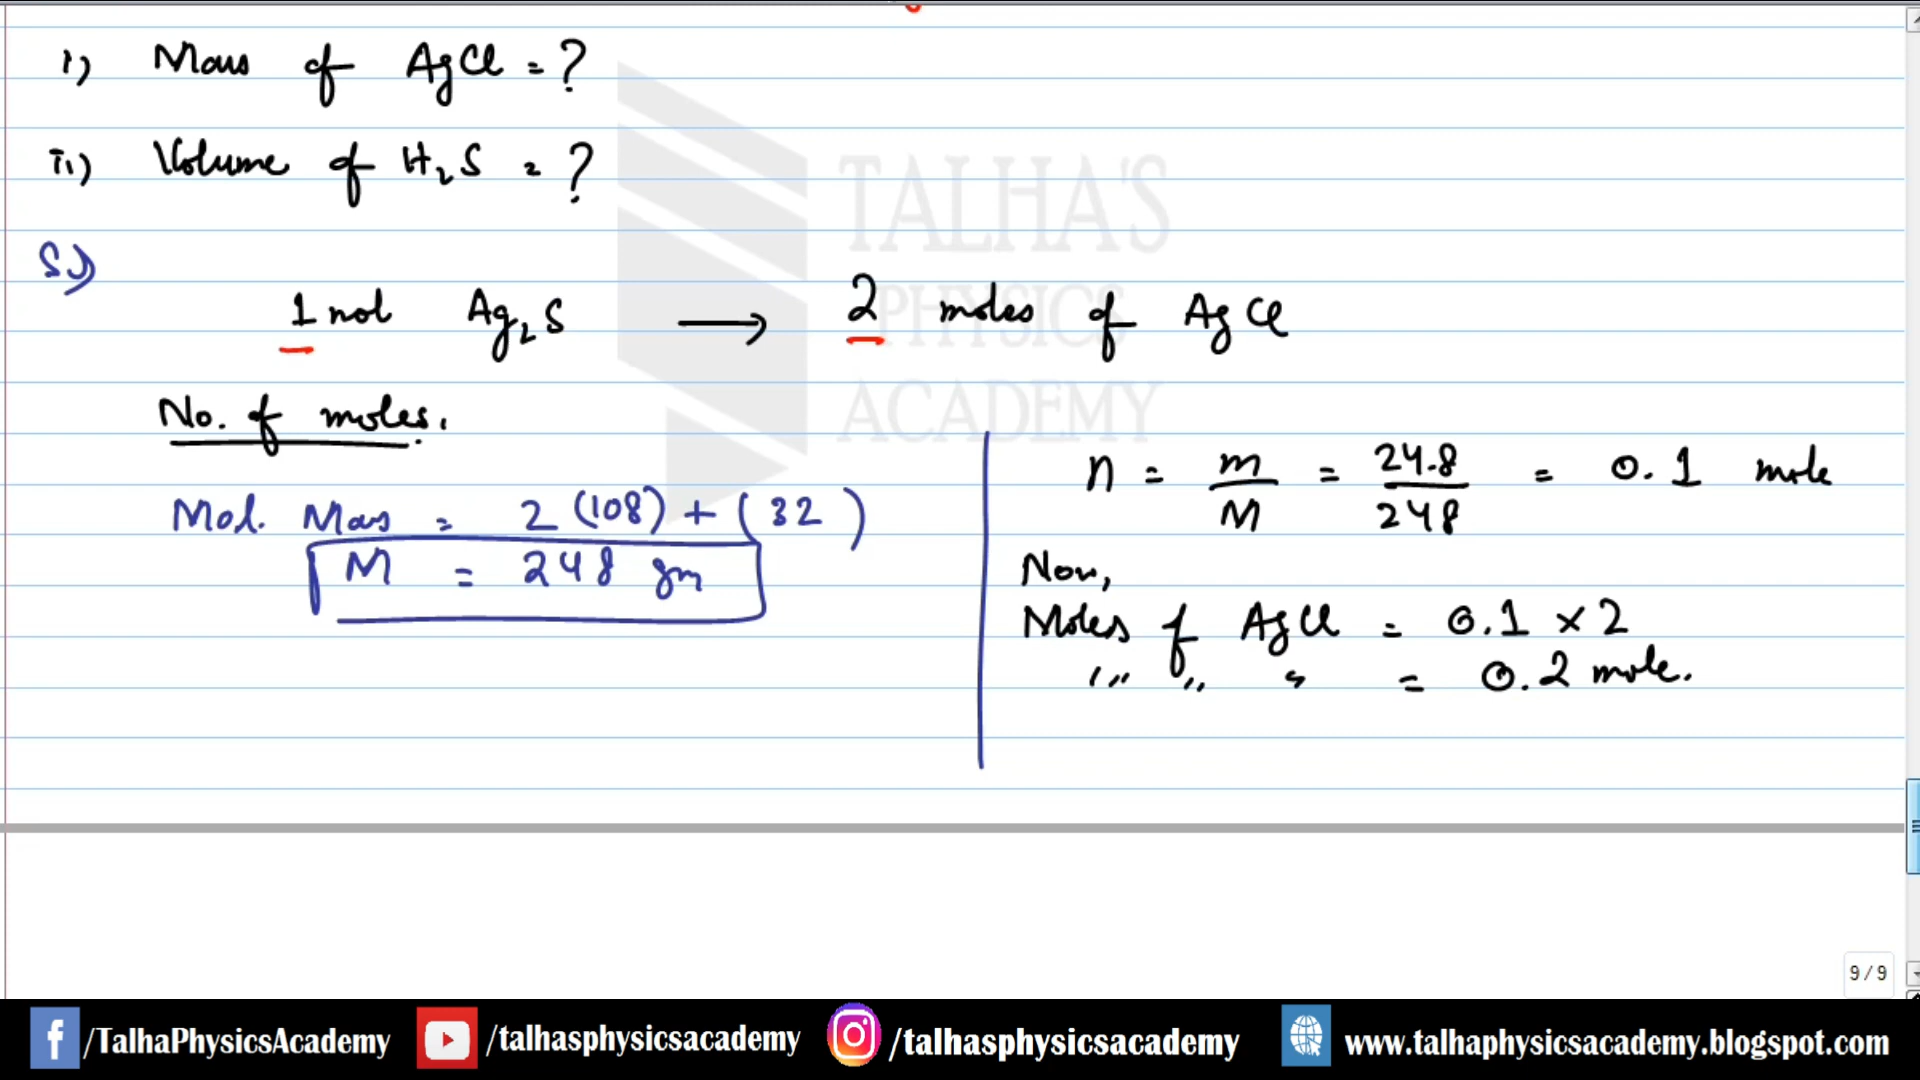 i) Mass of AgCl = ?
ii) Volume of H₂S = ?
TALHA'S
PHYSICS
ACADEMY
Sol
1 mol Ag₂S ⟶ 2 moles of AgCl
No. of moles.
Mol. Mass = 2 (108) + (32)
M = 248 gm
n = m/M = 24.8/248 = 0.1 mole
Now,
Moles of AgCl = 0.1 × 2
〃 〃 〃 = 0.2 mole.
9/9
/TalhaPhysicsAcademy /talhasphysicsacademy /talhasphysicsacademy www.talhaphysicsacademy.blogspot.com